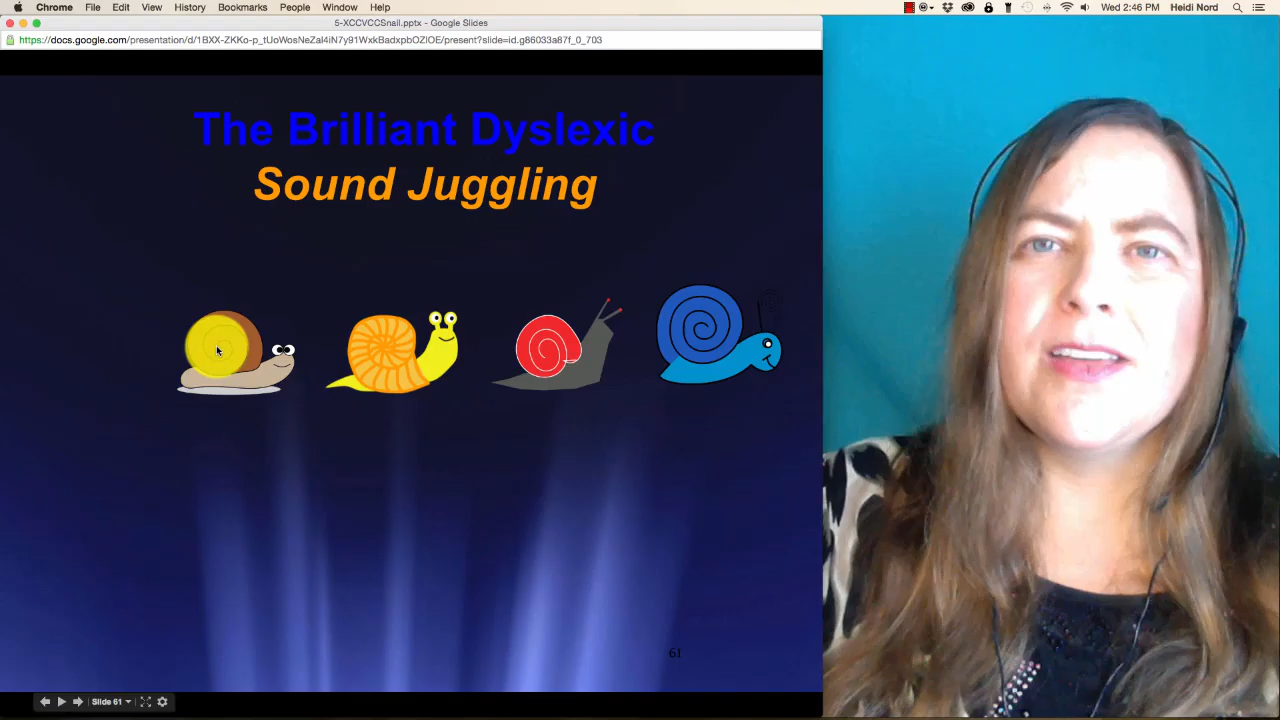 Chrome File Edit View History Bookmarks People Window Help Wed 2:46 PM Heidi Nord
5-XCCVCCSnail.pptx - Google Slides
https://docs.google.com/presentation/d/1BXX-ZKKo-p_tUoWosNeZal4iN7y91WxkBadxpbOZlOE/present?slide=id.g86033a87f_0_703
The Brilliant Dyslexic
Sound Juggling
61
Slide 61